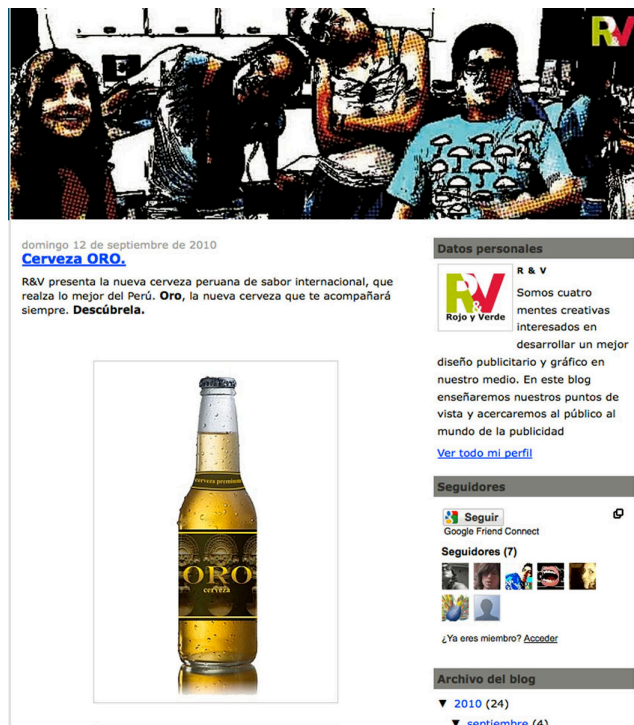 R&V
domingo 12 de septiembre de 2010
Cerveza ORO.
R&V presenta la nueva cerveza peruana de sabor internacional, que
realza lo mejor del Perú. Oro, la nueva cerveza que te acompañará
siempre. Descúbrela.
cerveza premium
ORO
cerveza
Datos personales
R&V
Rojo y Verde
R & V
Somos cuatro
mentes creativas
interesados en
desarrollar un mejor
diseño publicitario y gráfico en
nuestro medio. En este blog
enseñaremos nuestros puntos de
vista y acercaremos al público al
mundo de la publicidad
Ver todo mi perfil
Seguidores
Seguir
Google Friend Connect
Seguidores (7)
¿Ya eres miembro? Acceder
Archivo del blog
▼ 2010 (24)
▼ septiembre (4)